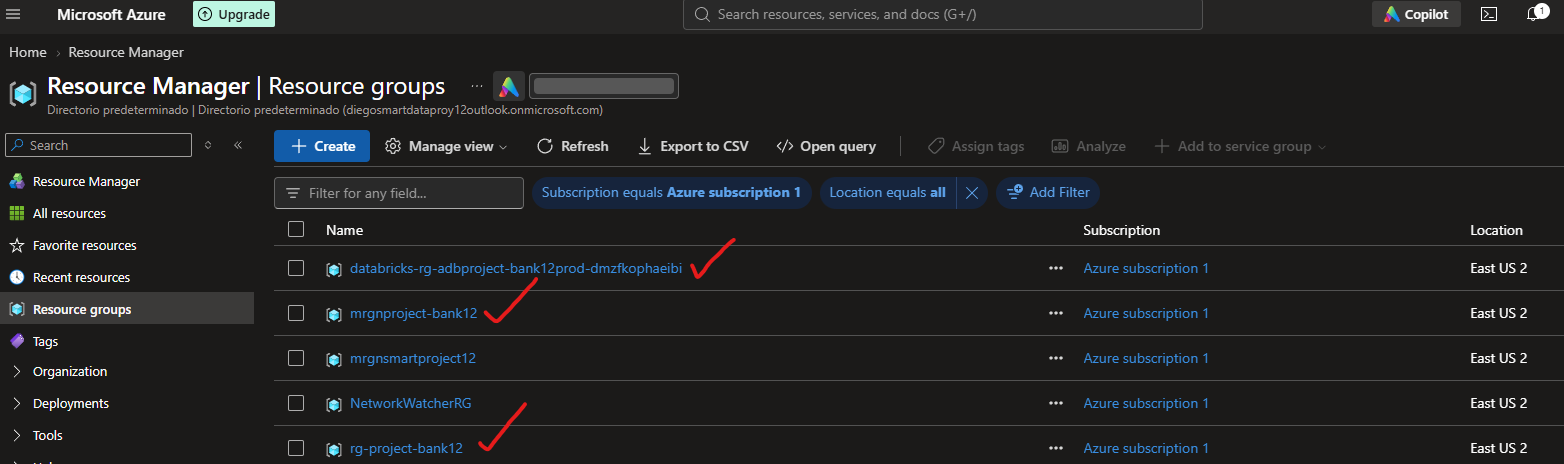 Microsoft Azure Upgrade Search resources, services, and docs (G+/) Copilot 1
Home > Resource Manager
Resource Manager | Resource groups ...
Directorio predeterminado | Directorio predeterminado (diegosmartdataproy12outlook.onmicrosoft.com)
Search
Resource Manager
All resources
Favorite resources
Recent resources
Resource groups
Tags
Organization
Deployments
Tools
+ Create Manage view Refresh Export to CSV Open query Assign tags Analyze Add to service group
Filter for any field... Subscription equals Azure subscription 1 Location equals all Add Filter
Name Subscription Location
databricks-rg-adbproject-bank12prod-dmzfkophaeibi ... Azure subscription 1 East US 2
mrgnproject-bank12 ... Azure subscription 1 East US 2
mrgnsmartproject12 ... Azure subscription 1 East US 2
NetworkWatcherRG ... Azure subscription 1 East US 2
rg-project-bank12 ... Azure subscription 1 East US 2